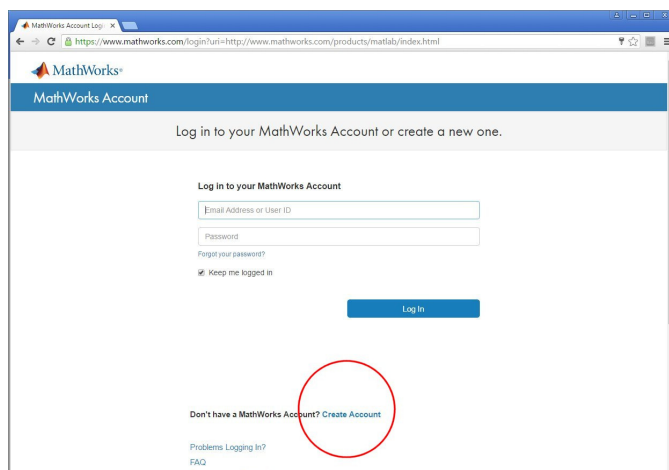 MathWorks Account Log
https://www.mathworks.com/login?uri=http://www.mathworks.com/products/matlab/index.html
MathWorks®
MathWorks Account
Log in to your MathWorks Account or create a new one.
Log in to your MathWorks Account
Email Address or User ID
Password
Forgot your password?
Keep me logged in
Log In
Don't have a MathWorks Account? Create Account
Problems Logging In?
FAQ